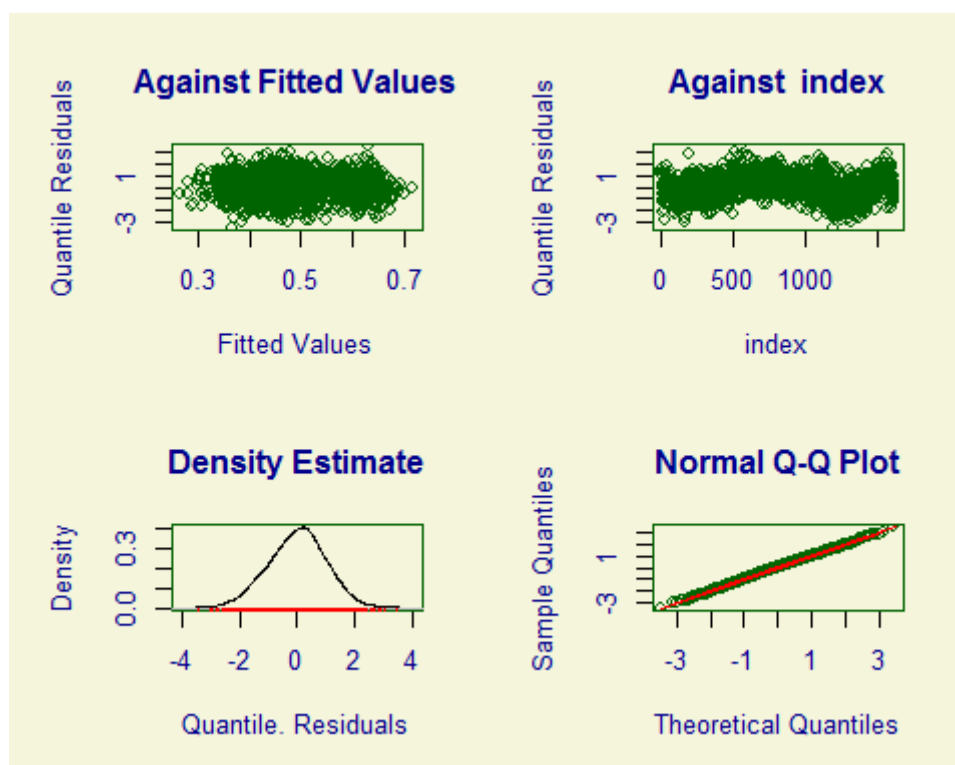 Against Fitted Values
Quantile Residuals
1
-3
0.3 0.5 0.7
Fitted Values
Against index
Quantile Residuals
1
-3
0 500 1000
index
Density Estimate
Density
0.3
0.0
-4 -2 0 2 4
Quantile. Residuals
Normal Q-Q Plot
Sample Quantiles
1
-3
-3 -1 1 3
Theoretical Quantiles